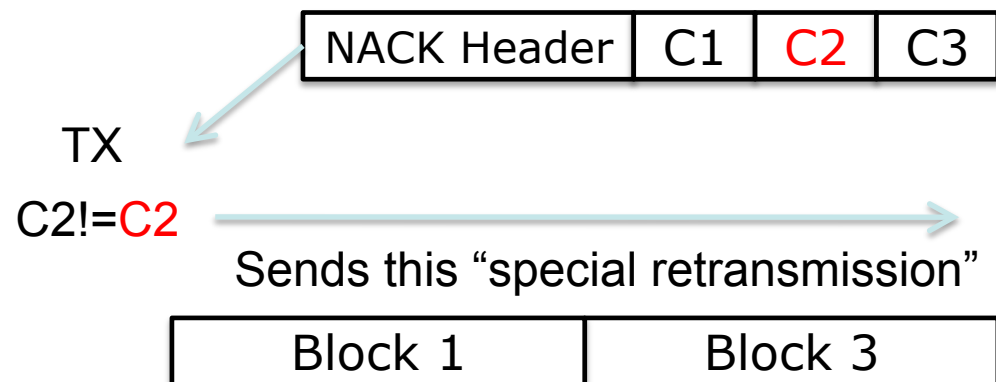 NACK Header C1 C2 C3
TX
C2!=C2
Sends this “special retransmission”
Block 1 Block 3